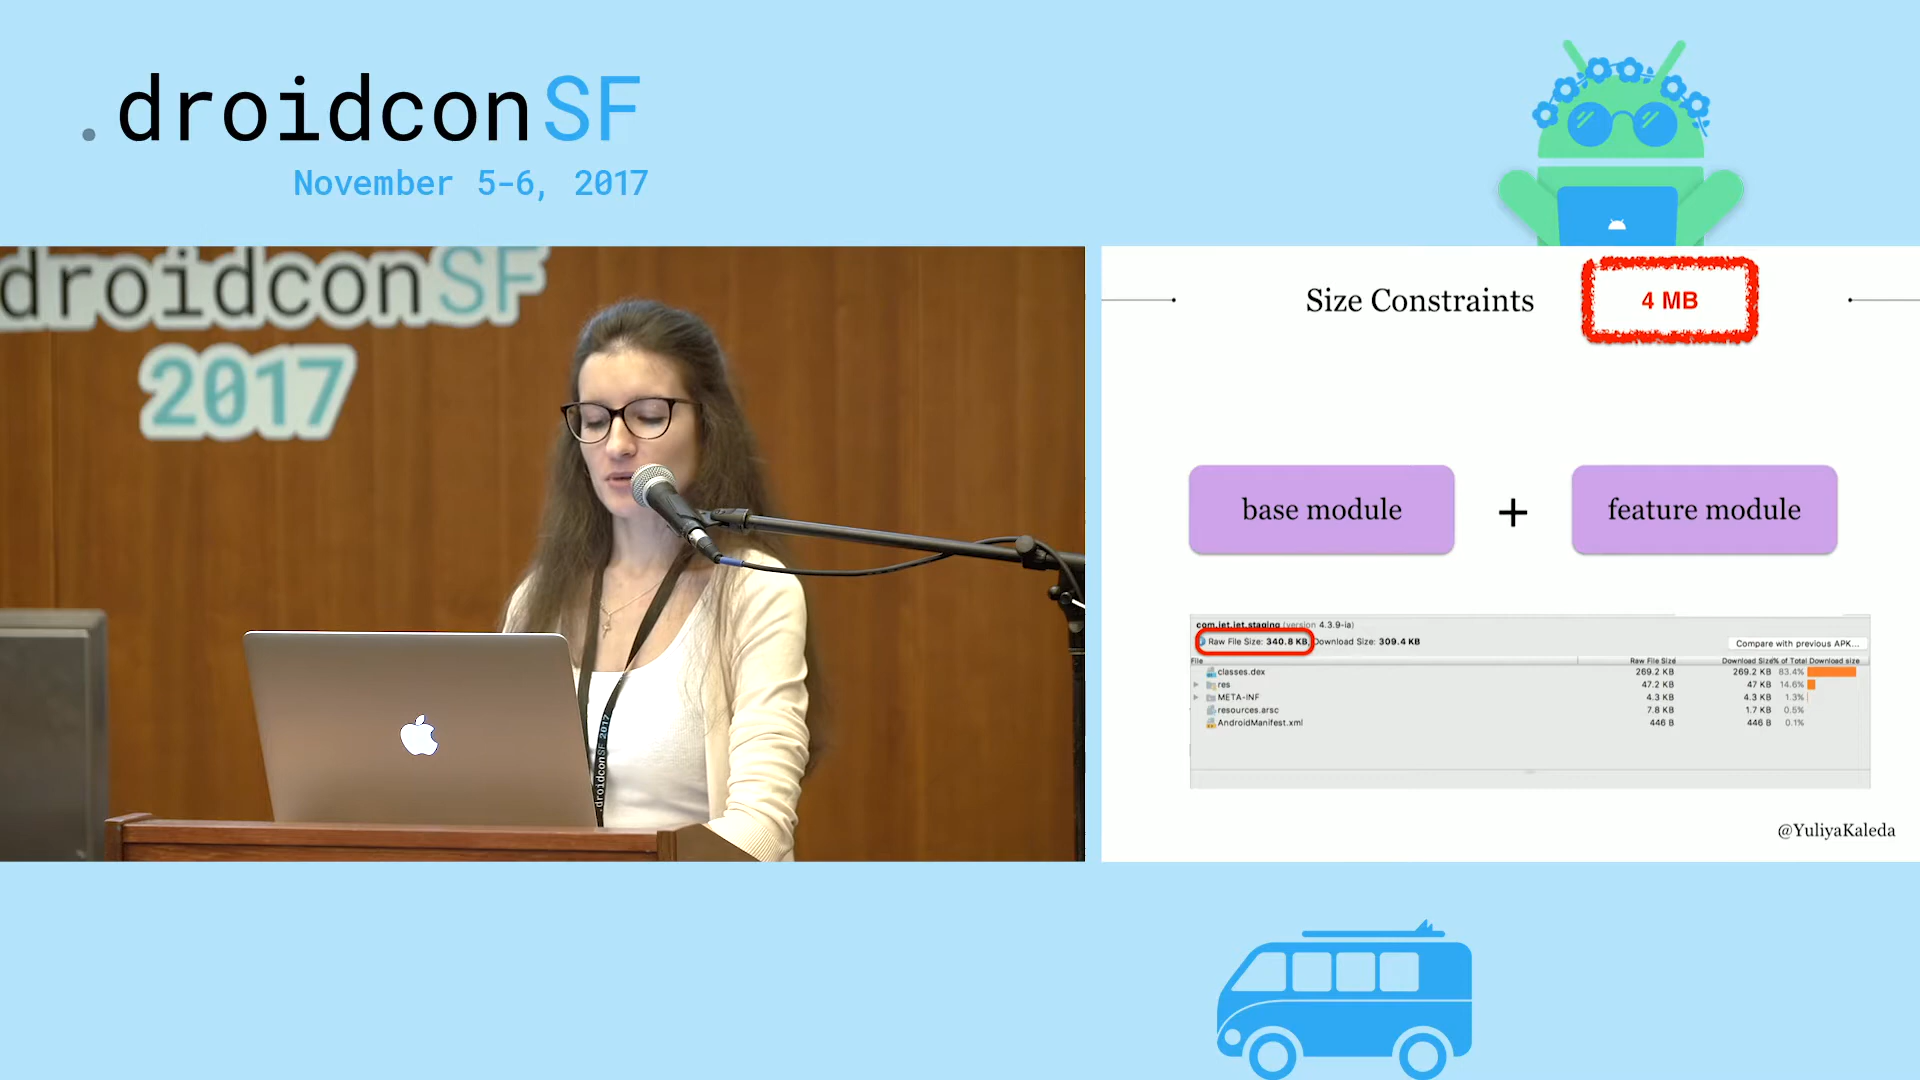 .droidconSF
November 5-6, 2017
droidconSF
2017
.droidconSF 2017
Size Constraints
4 MB
base module
+
feature module
com.jet.jet.staging (version 4.3.9-ia)
Raw File Size: 340.8 KB, Download Size: 309.4 KB
Compare with previous APK...
File Raw File Size Download Size % of Total Download size
classes.dex 269.2 KB 269.2 KB 83.4%
res 47.2 KB 47 KB 14.6%
META-INF 4.3 KB 4.3 KB 1.3%
resources.arsc 7.8 KB 1.7 KB 0.5%
AndroidManifest.xml 446 B 446 B 0.1%
@YuliyaKaleda